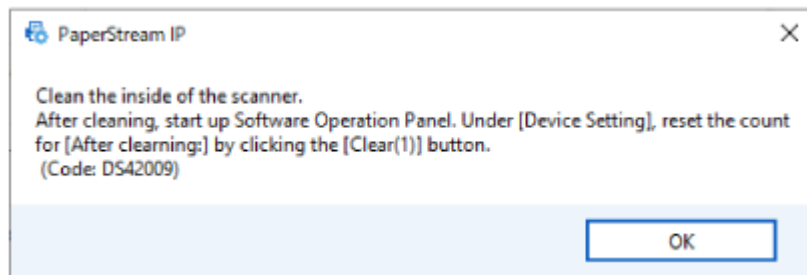 PaperStream IP
Clean the inside of the scanner.
After cleaning, start up Software Operation Panel. Under [Device Setting], reset the count
for [After clearning:] by clicking the [Clear(1)] button.
(Code: DS42009)
OK